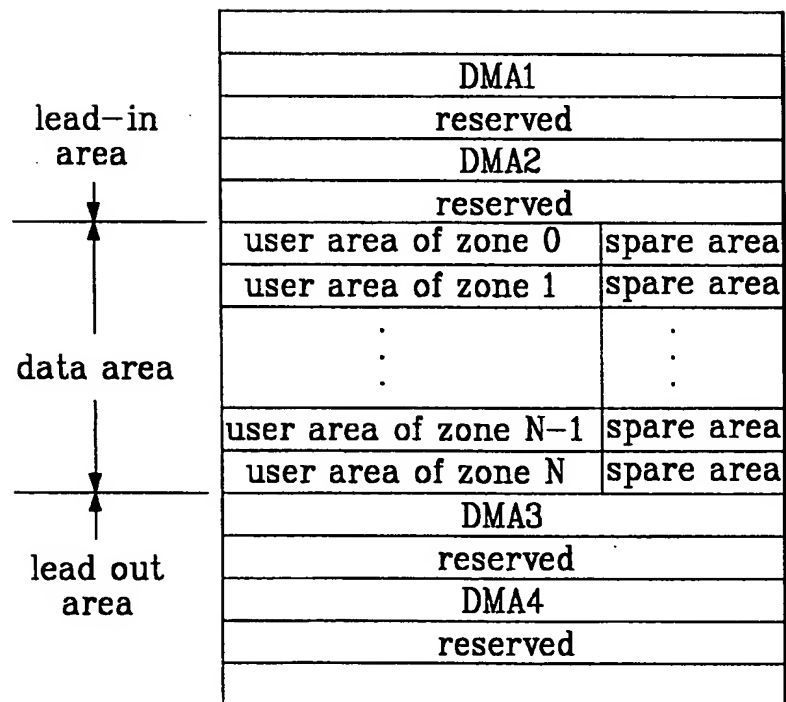 DMA1
reserved
lead-in
area
DMA2
reserved
user area of zone 0 spare area
user area of zone 1 spare area
. .
. .
. .
data area
user area of zone N-1 spare area
user area of zone N spare area
DMA3
reserved
lead out
area
DMA4
reserved